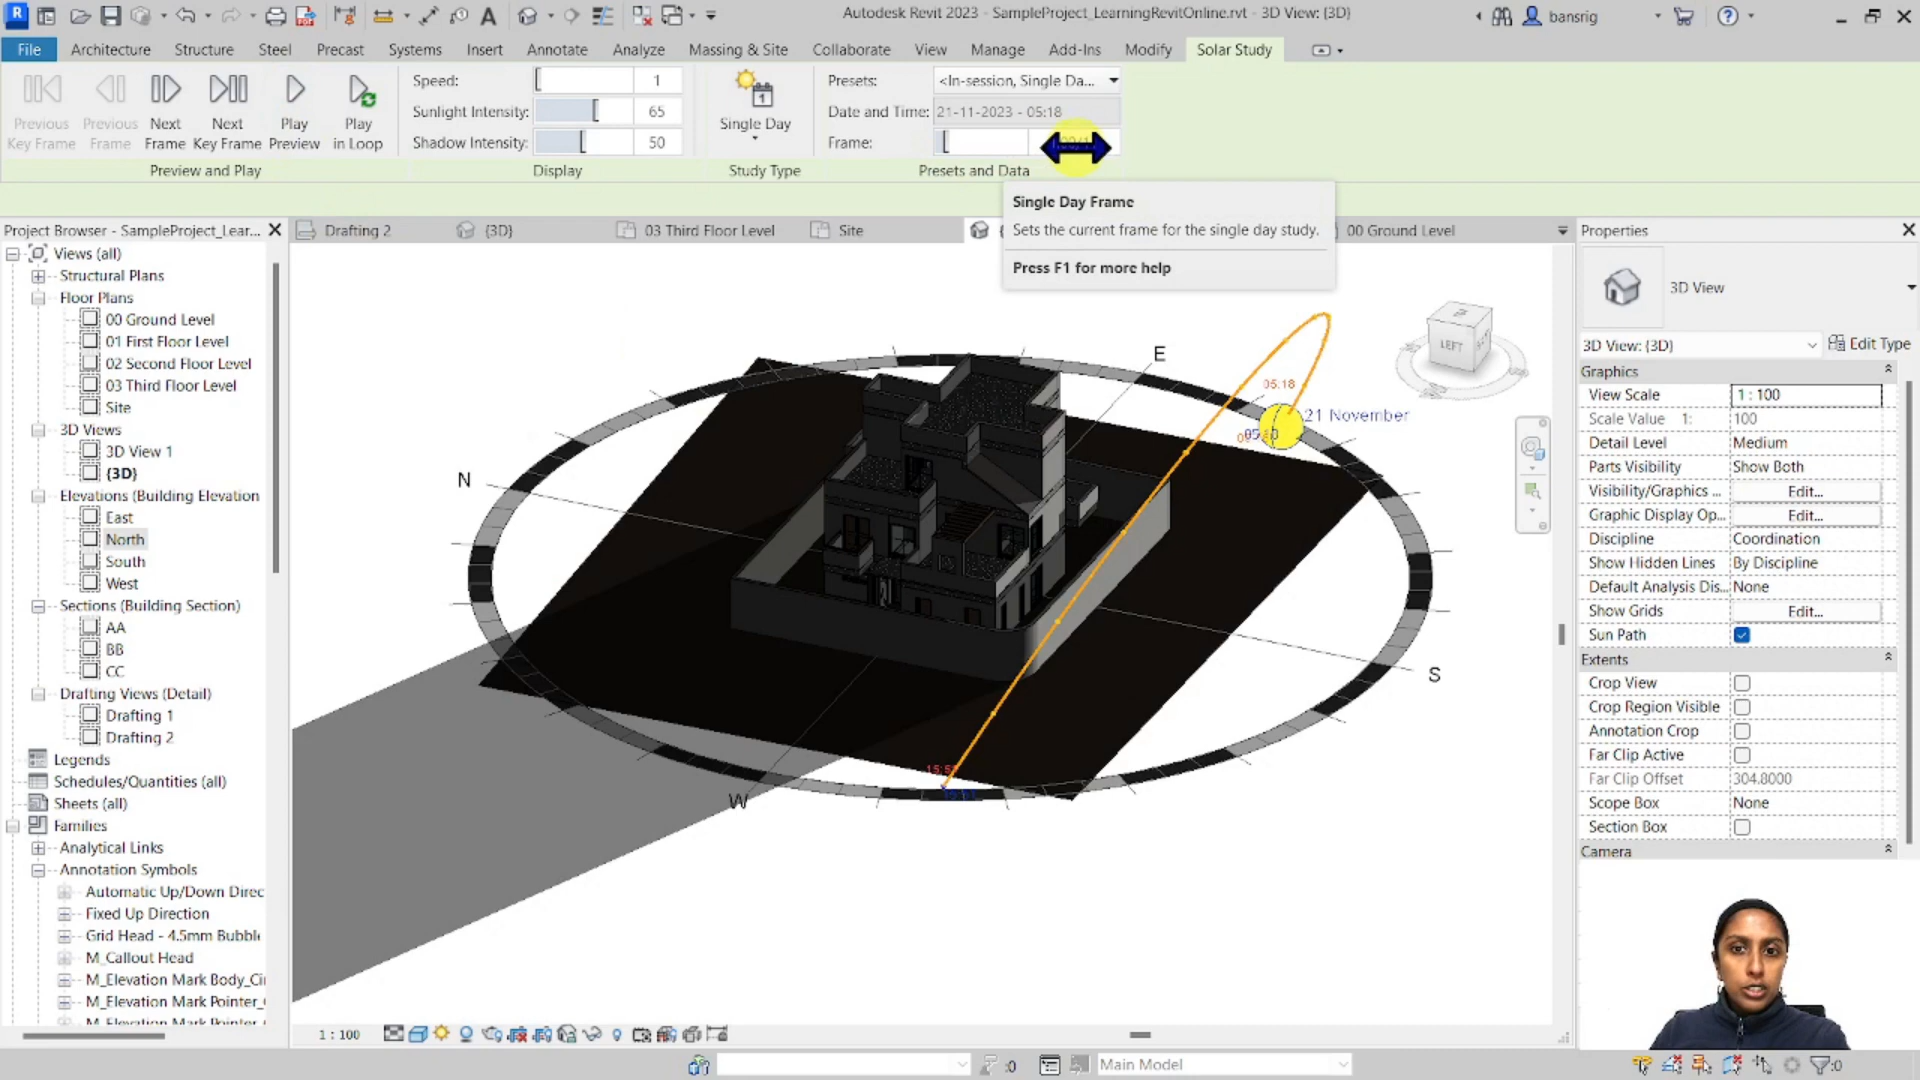 R
Autodesk Revit 2023 - SampleProject_LearningRevitOnline.rvt - 3D View: {3D}
bansrig
File Architecture Structure Steel Precast Systems Insert Annotate Analyze Massing & Site Collaborate View Manage Add-Ins Modify Solar Study
Previous Key Frame
Previous Frame
Next Frame
Next Key Frame
Play Preview
Play in Loop
Preview and Play
Speed: 1
Sunlight Intensity: 65
Shadow Intensity: 50
Display
Single Day
Study Type
Presets: <In-session, Single Da...
Date and Time: 21-11-2023 - 05:18
Frame:
Presets and Data
Single Day Frame
Sets the current frame for the single day study.
Press F1 for more help
Project Browser - SampleProject_Lear...
Drafting 2
{3D}
03 Third Floor Level
Site
00 Ground Level
Views (all)
Structural Plans
Floor Plans
00 Ground Level
01 First Floor Level
02 Second Floor Level
03 Third Floor Level
Site
3D Views
3D View 1
{3D}
Elevations (Building Elevation
East
North
South
West
Sections (Building Section)
AA
BB
CC
Drafting Views (Detail)
Drafting 1
Drafting 2
Legends
Schedules/Quantities (all)
Sheets (all)
Families
Analytical Links
Annotation Symbols
Automatic Up/Down Direc
Fixed Up Direction
Grid Head - 4.5mm Bubble
M_Callout Head
M_Elevation Mark Body_Cir
M_Elevation Mark Pointer_
M_Elevation Mark Pointer
E
05.18
21 November
N
S
W
LEFT
Properties
3D View
3D View: {3D}
Edit Type
Graphics
View Scale 1 : 100
Scale Value 1: 100
Detail Level Medium
Parts Visibility Show Both
Visibility/Graphics ... Edit...
Graphic Display Op... Edit...
Discipline Coordination
Show Hidden Lines By Discipline
Default Analysis Dis... None
Show Grids Edit...
Sun Path
Extents
Crop View
Crop Region Visible
Annotation Crop
Far Clip Active
Far Clip Offset 304.8000
Scope Box None
Section Box
Camera
1 : 100
:0
Main Model
:0